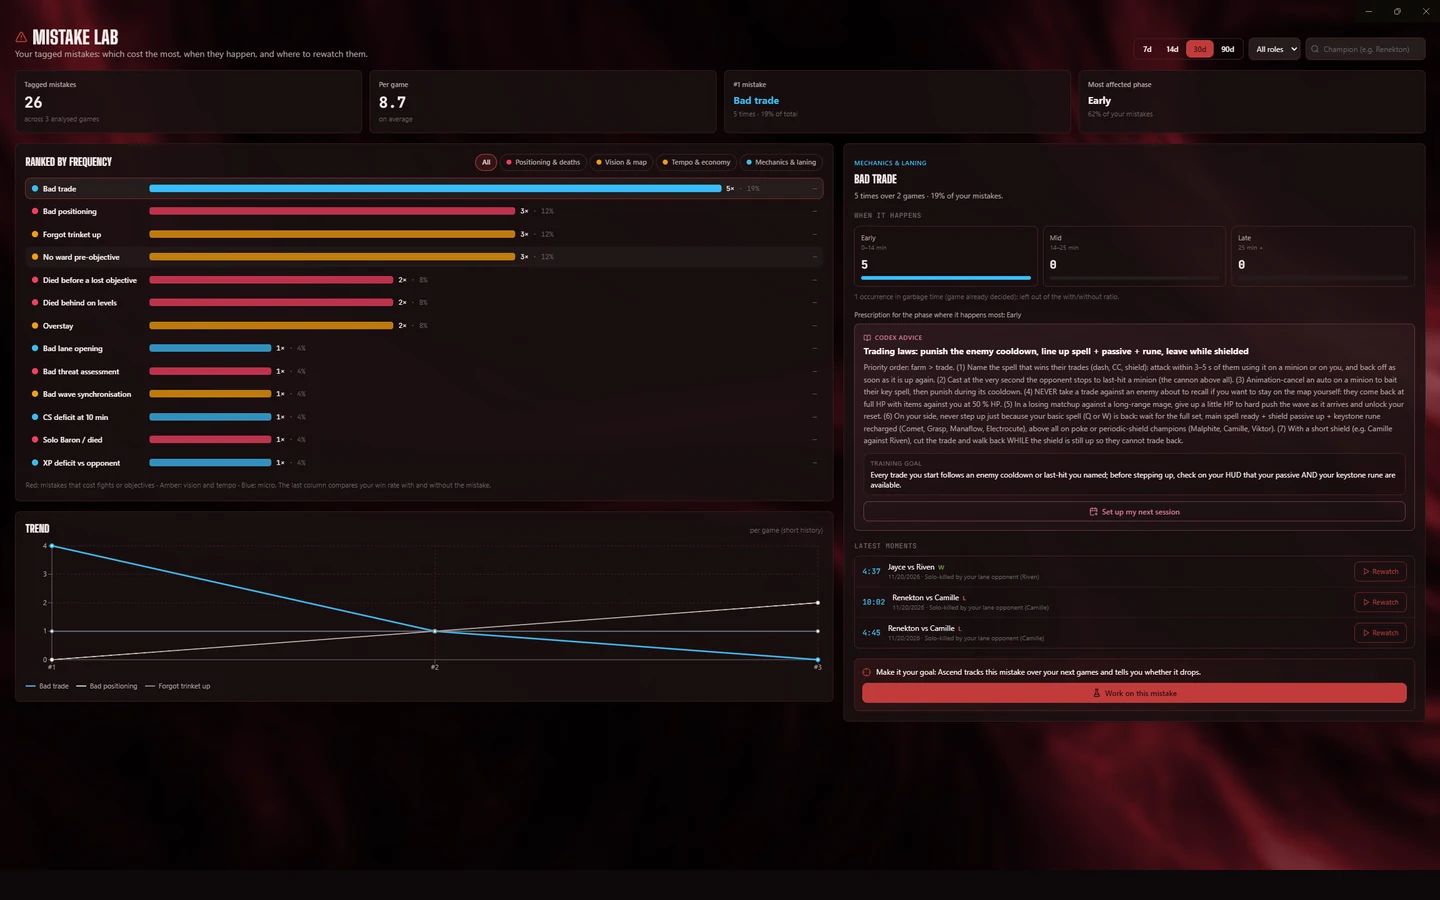 MISTAKE LAB
Your tagged mistakes: which cost the most, when they happen, and where to rewatch them.
7d 14d 30d 90d All roles Champion (e.g. Renekton)
Tagged mistakes
26
across 3 analysed games
Per game
8.7
on average
#1 mistake
Bad trade
5 times · 19% of total
Most affected phase
Early
62% of your mistakes
RANKED BY FREQUENCY
All Positioning & deaths Vision & map Tempo & economy Mechanics & laning
Bad trade 5× · 19% –
Bad positioning 3× · 12% –
Forgot trinket up 3× · 12% –
No ward pre-objective 3× · 12% –
Died before a lost objective 2× · 8% –
Died behind on levels 2× · 8% –
Overstay 2× · 8% –
Bad lane opening 1× · 4% –
Bad threat assessment 1× · 4% –
Bad wave synchronisation 1× · 4% –
CS deficit at 10 min 1× · 4% –
Solo Baron / died 1× · 4% –
XP deficit vs opponent 1× · 4% –
Red: mistakes that cost fights or objectives · Amber: vision and tempo · Blue: micro. The last column compares your win rate with and without the mistake.
TREND
per game (short history)
4
3
2
1
0
#1 #2 #3
Bad trade Bad positioning Forgot trinket up
MECHANICS & LANING
BAD TRADE
5 times over 2 games · 19% of your mistakes.
WHEN IT HAPPENS
Early
0–14 min
5
Mid
14–25 min
0
Late
25 min +
0
1 occurrence in garbage time (game already decided): left out of the with/without ratio.
Prescription for the phase where it happens most: Early
CODEX ADVICE
Trading laws: punish the enemy cooldown, line up spell + passive + rune, leave while shielded
Priority order: farm > trade. (1) Name the spell that wins their trades (dash, CC, shield): attack within 3–5 s of them using it on a minion or on you, and back off as
soon as it is up again. (2) Cast at the very second the opponent stops to last-hit a minion (the cannon above all). (3) Animation-cancel an auto on a minion to bait
their key spell, then punish during its cooldown. (4) NEVER take a trade against an enemy about to recall if you want to stay on the map yourself: they come back at
full HP with items against you at 50 % HP. (5) In a losing matchup against a long-range mage, give up a little HP to hard push the wave as it arrives and unlock your
reset. (6) On your side, never step up just because your basic spell (Q or W) is back: wait for the full set, main spell ready + shield passive up + keystone rune
recharged (Comet, Grasp, Manaflow, Electrocute), above all on poke or periodic-shield champions (Malphite, Camille, Viktor). (7) With a short shield (e.g. Camille
against Riven), cut the trade and walk back WHILE the shield is still up so they cannot trade back.
TRAINING GOAL
Every trade you start follows an enemy cooldown or last-hit you named; before stepping up, check on your HUD that your passive AND your keystone rune are
available.
Set up my next session
LATEST MOMENTS
4:37 Jayce vs Riven W
11/20/2026 · Solo-killed by your lane opponent (Riven)
Rewatch
10:02 Renekton vs Camille L
11/20/2026 · Solo-killed by your lane opponent (Camille)
Rewatch
4:45 Renekton vs Camille L
11/20/2026 · Solo-killed by your lane opponent (Camille)
Rewatch
Make it your goal: Ascend tracks this mistake over your next games and tells you whether it drops.
Work on this mistake